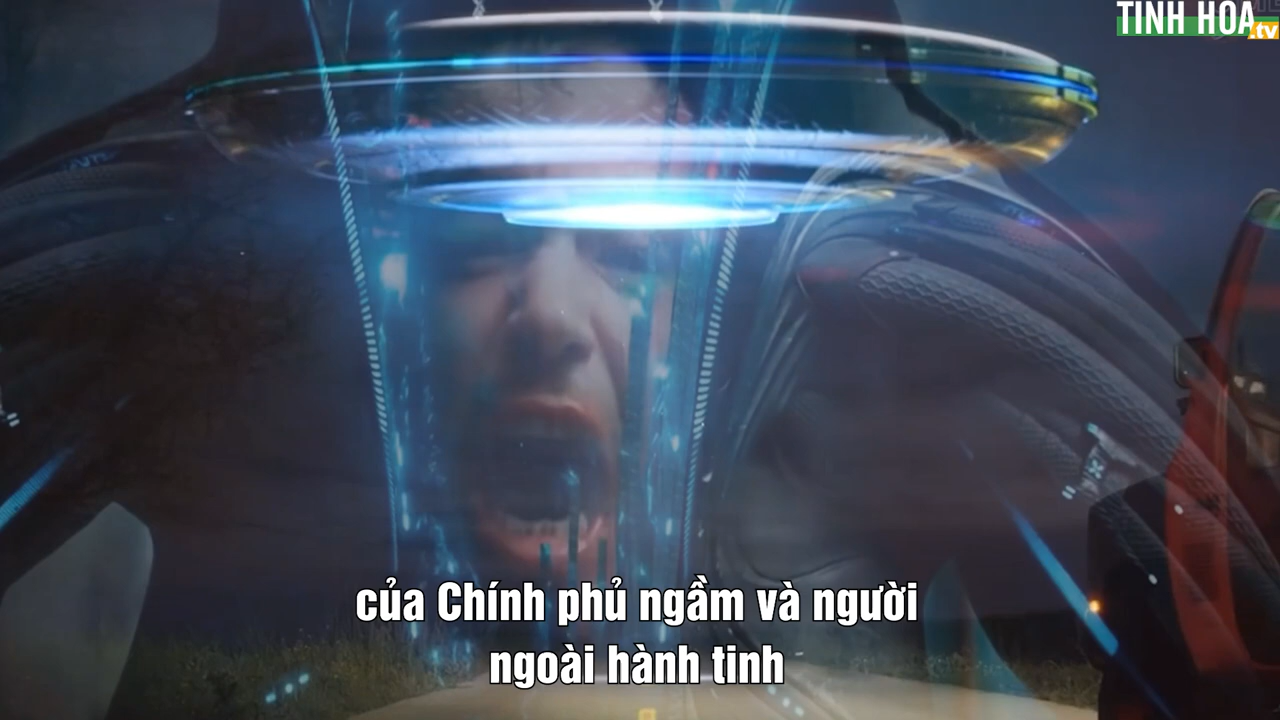 TINH HOA
.tv
của Chính phủ ngầm và người
ngoài hành tinh